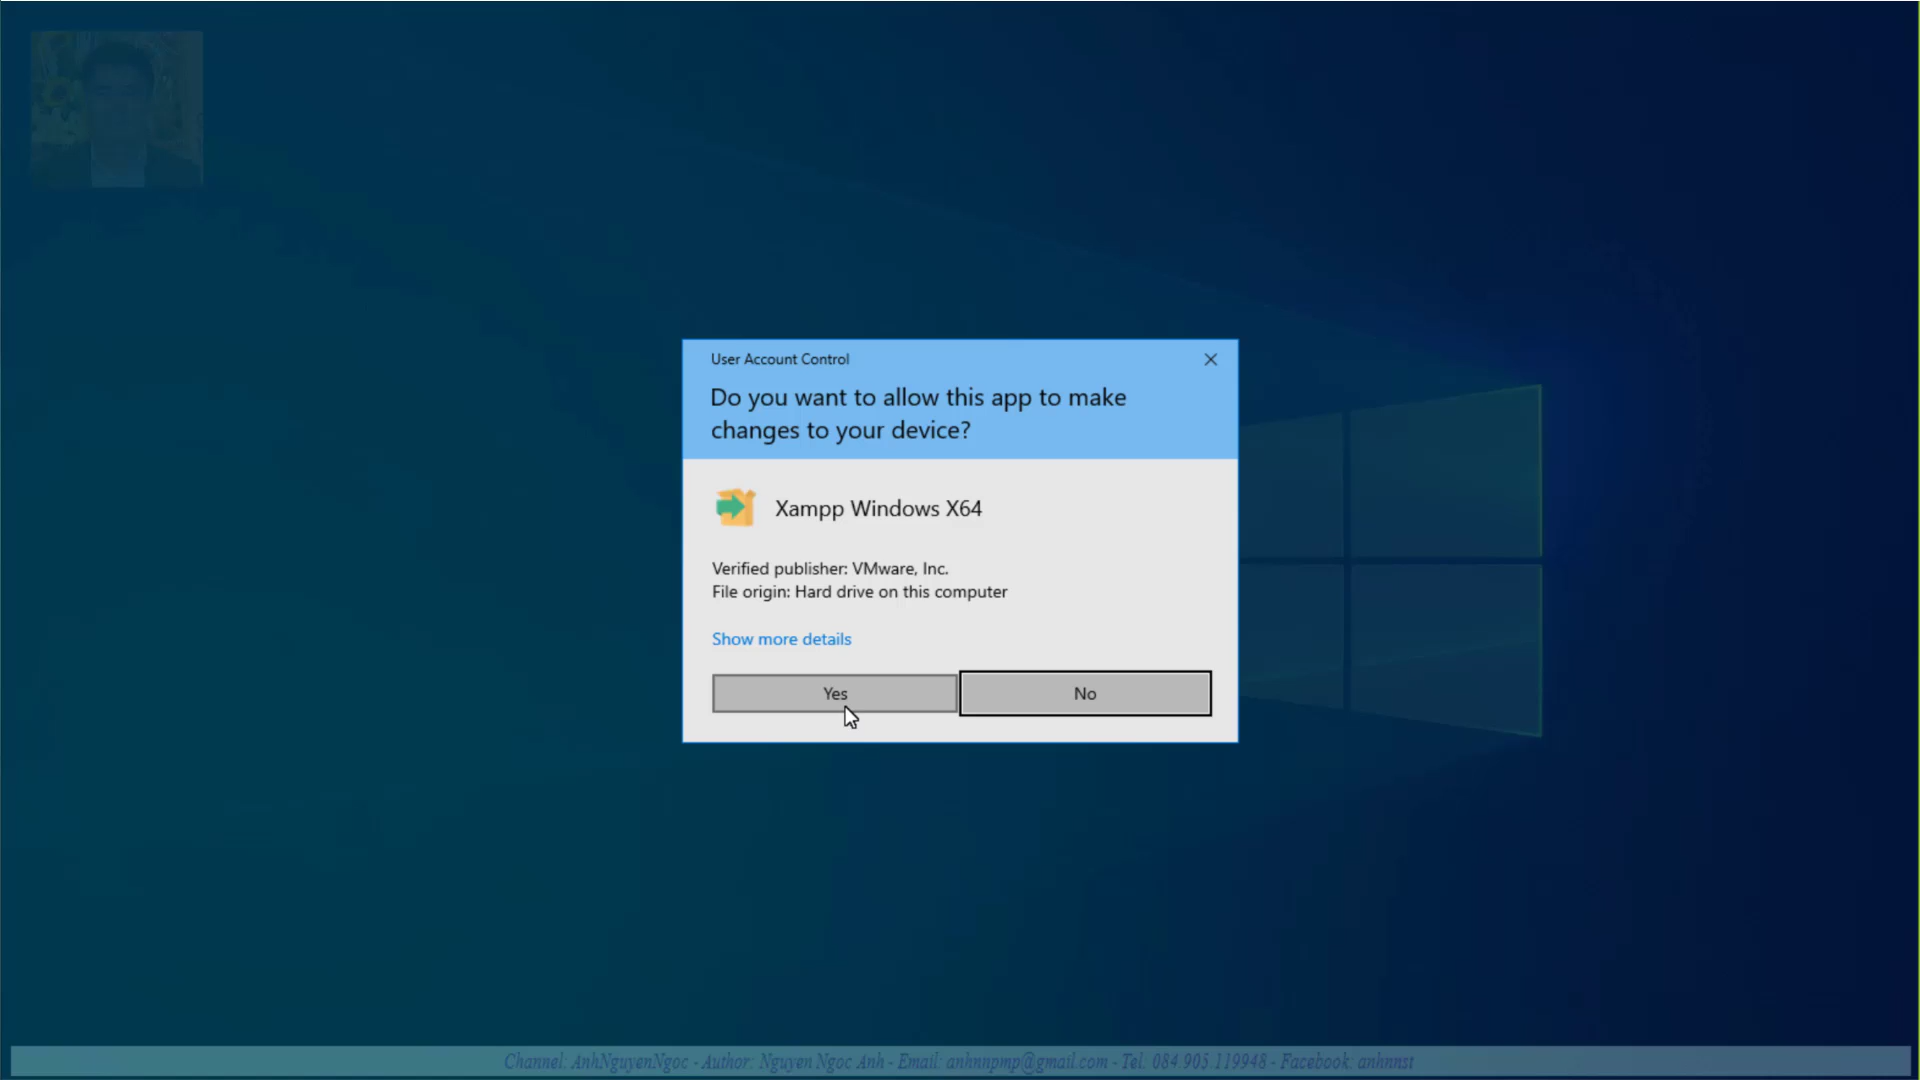 User Account Control
Do you want to allow this app to make
changes to your device?
Xampp Windows X64
Verified publisher: VMware, Inc.
File origin: Hard drive on this computer
Show more details
Yes
No
Channel: AnhNguyenNgoc - Author: Nguyen Ngoc Anh - Email: anhnnpmp@gmail.com - Tel: 084.905.119948 - Facebook: anhnnst